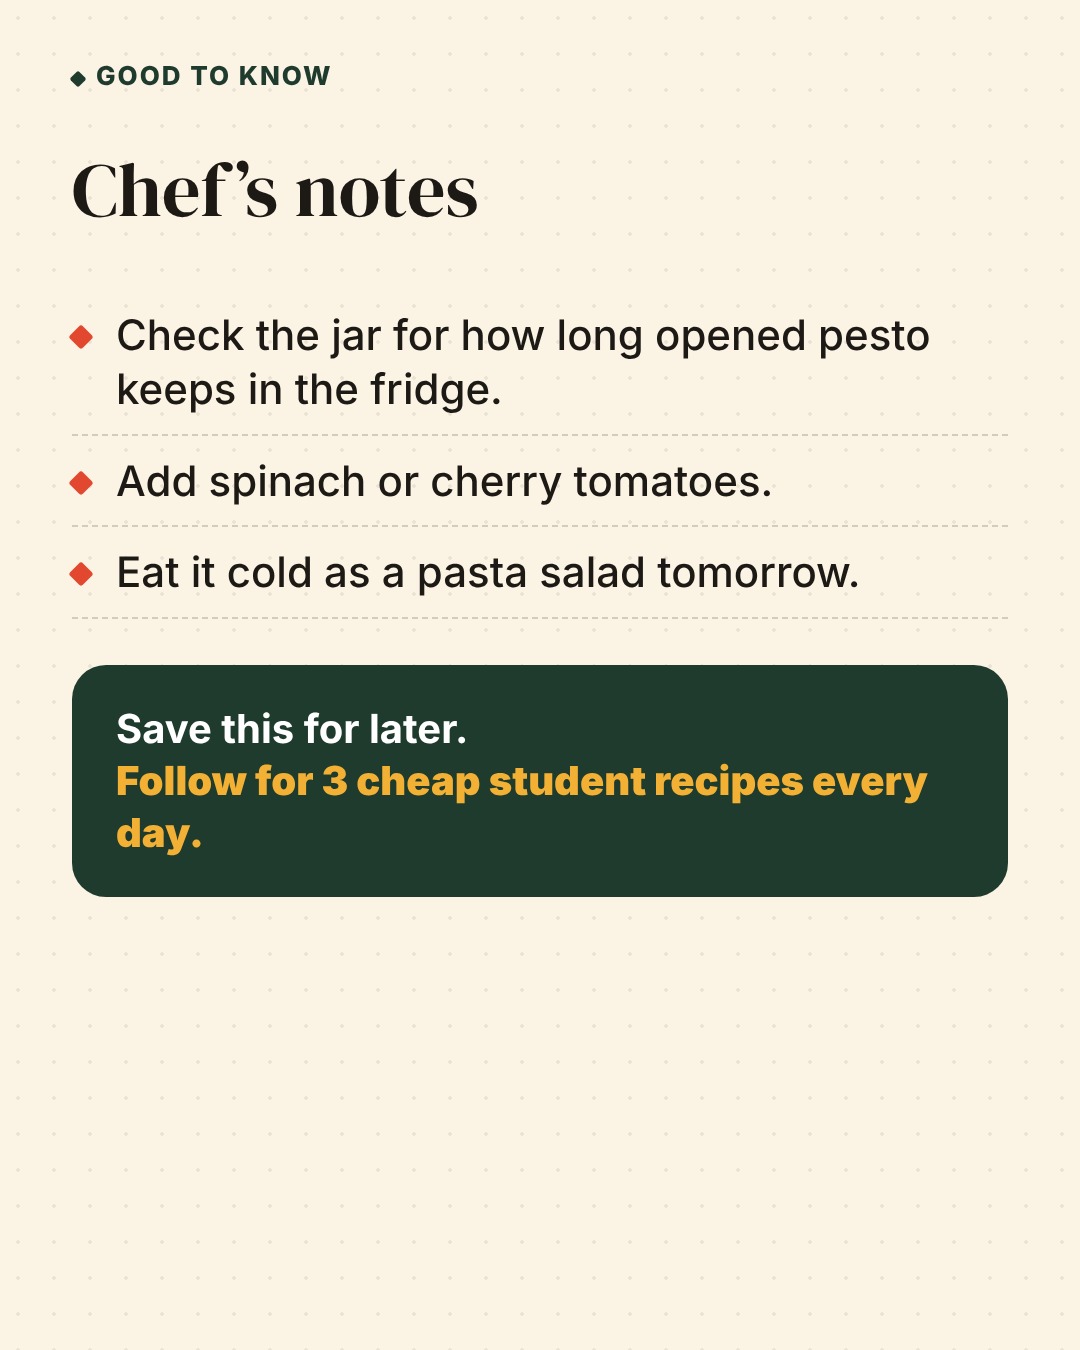 GOOD TO KNOW
Chef’s notes
Check the jar for how long opened pesto
keeps in the fridge.
Add spinach or cherry tomatoes.
Eat it cold as a pasta salad tomorrow.
Save this for later.
Follow for 3 cheap student recipes every
day.